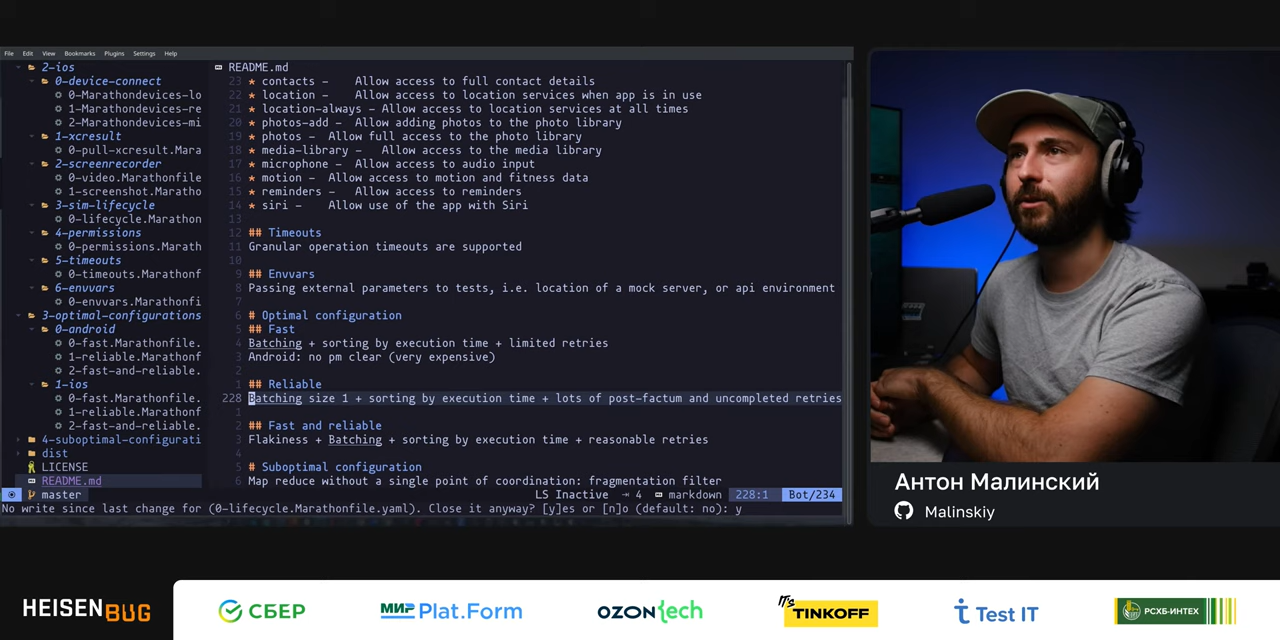 File Edit View Bookmarks Plugins Settings Help
2-ios
0-device-connect
0-Marathondevices-lo
1-Marathondevices-re
2-Marathondevices-mi
1-xcresult
0-pull-xcresult.Mara
2-screenrecorder
0-video.Marathonfile
1-screenshot.Maratho
3-sim-lifecycle
0-lifecycle.Marathon
4-permissions
0-permissions.Marath
5-timeouts
0-timeouts.Marathonf
6-envvars
0-envvars.Marathonfi
3-optimal-configurations
0-android
0-fast.Marathonfile.
1-reliable.Marathonf
2-fast-and-reliable.
1-ios
0-fast.Marathonfile.
1-reliable.Marathonf
2-fast-and-reliable.
4-suboptimal-configurati
dist
LICENSE
README.md
README.md
23 * contacts – Allow access to full contact details
22 * location – Allow access to location services when app is in use
21 * location-always – Allow access to location services at all times
20 * photos-add – Allow adding photos to the photo library
19 * photos – Allow full access to the photo library
18 * media-library – Allow access to the media library
17 * microphone – Allow access to audio input
16 * motion – Allow access to motion and fitness data
15 * reminders – Allow access to reminders
14 * siri – Allow use of the app with Siri
13
12 ## Timeouts
11 Granular operation timeouts are supported
10
9 ## Envvars
8 Passing external parameters to tests, i.e. location of a mock server, or api environment
7
6 # Optimal configuration
5 ## Fast
4 Batching + sorting by execution time + limited retries
3 Android: no pm clear (very expensive)
2
1 ## Reliable
228 Batching size 1 + sorting by execution time + lots of post-factum and uncompleted retries
1
2 ## Fast and reliable
3 Flakiness + Batching + sorting by execution time + reasonable retries
4
5 # Suboptimal configuration
6 Map reduce without a single point of coordination: fragmentation filter
master LS Inactive 4 markdown 228:1 Bot/234
No write since last change for (0-lifecycle.Marathonfile.yaml). Close it anyway? [y]es or [n]o (default: no): y
Антон Малинский
Malinskiy
HEISENBUG
СБЕР
МИР Plat.Form
OZON{ech
IT's TINKOFF
Test IT
РСХБ-ИНТЕХ